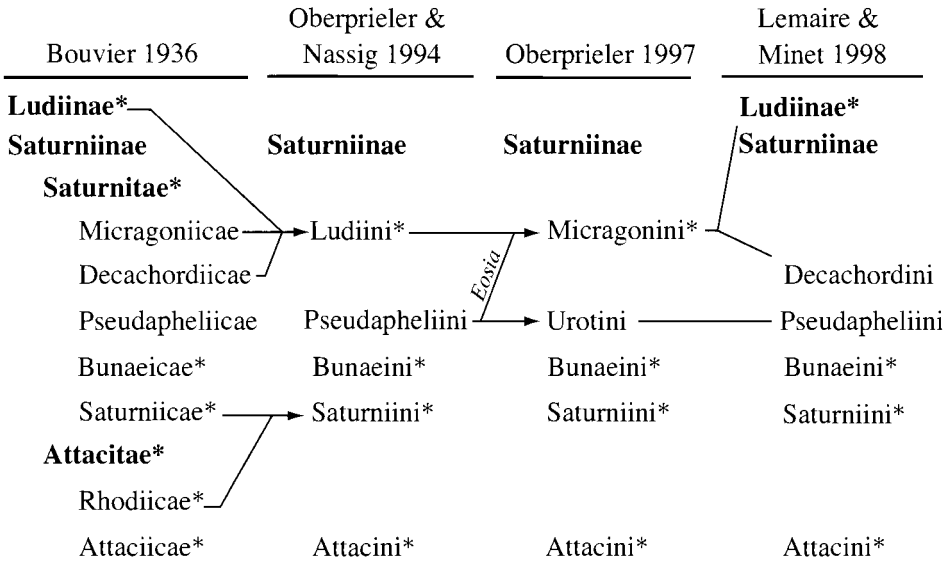 Oberprieler &
Lemaire &
Bouvier 1936
Nassig 1994
Oberprieler 1997
Minet 1998
Ludiinae*
Ludiinae*
Saturniinae
Saturniinae
Saturniinae
Saturniinae
Saturnitae*
Micragoniicae
Ludiini*
Micragonini*
Decachordiicae
Eosia
Decachordini
Pseudapheliicae
Pseudapheliini
Urotini
Pseudapheliini
Bunaeicae*
Bunaeini*
Bunaeini*
Bunaeini*
Saturniicae*
Saturniini*
Saturniini*
Saturniini*
Attacitae*
Rhodiicae*
Attaciicae*
Attacini*
Attacini*
Attacini*